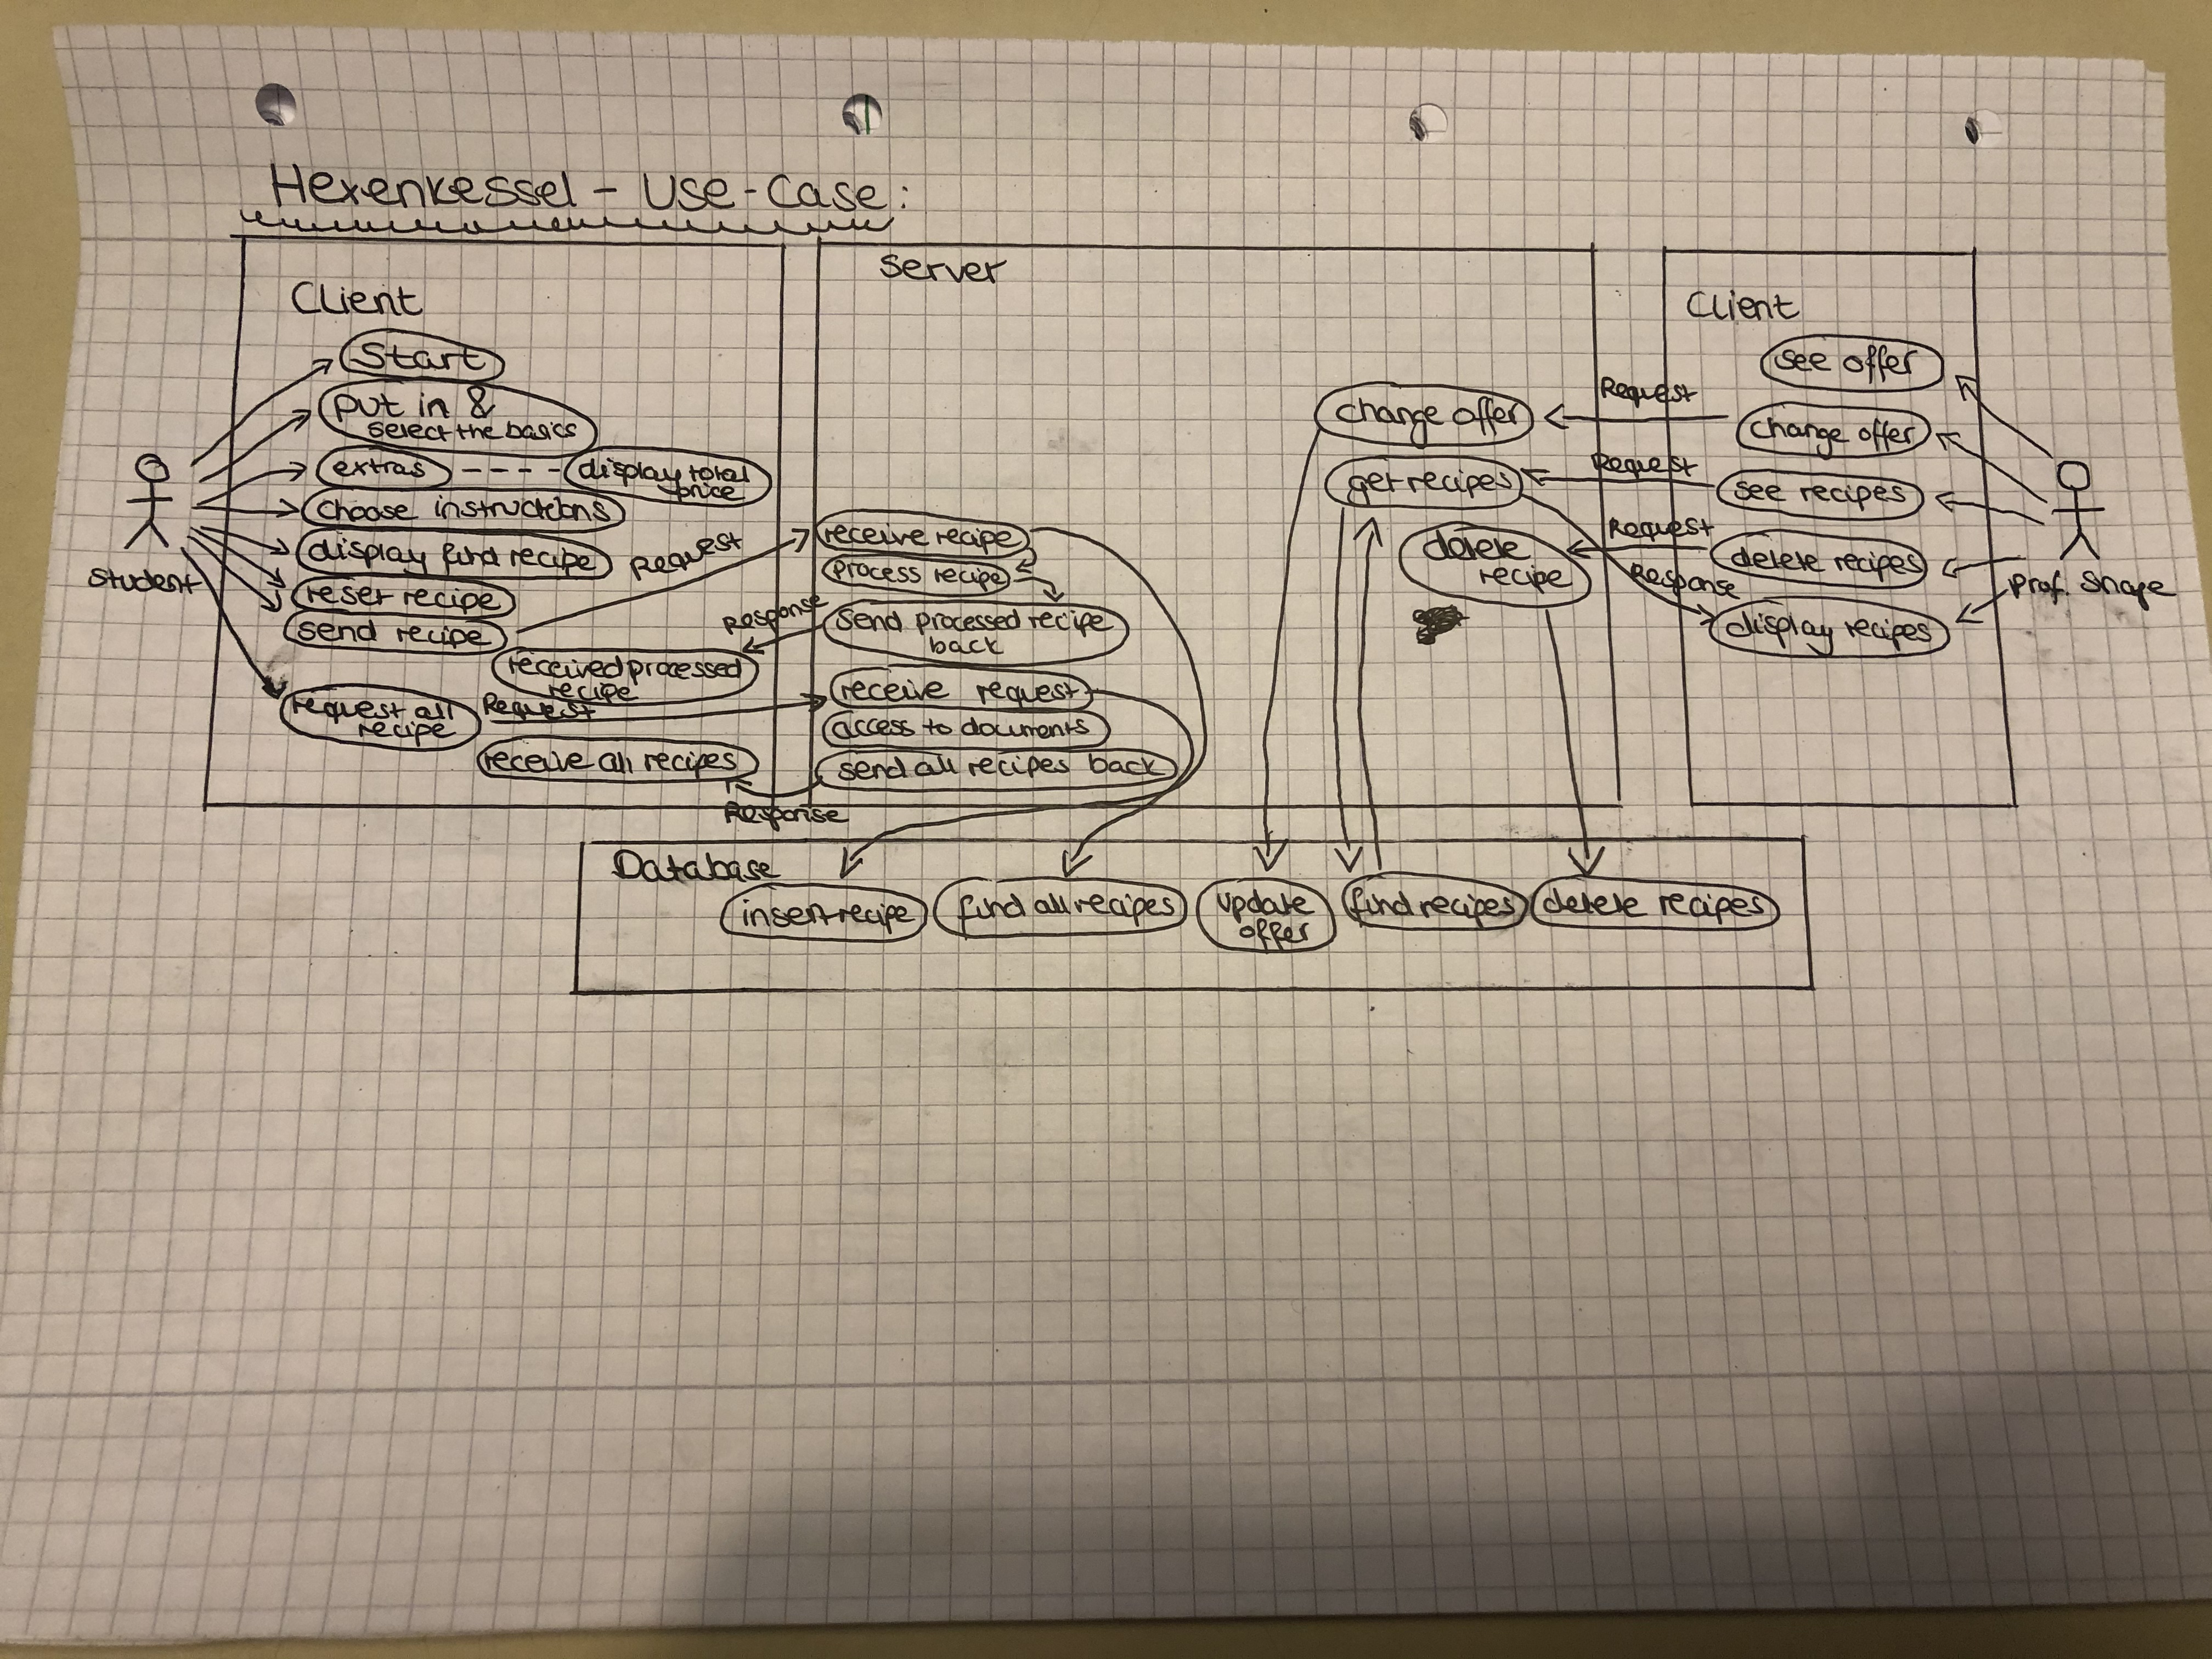 Hexenkessel - Use-Case:
Client
Start
Put in &
select the basics
extras
display total
price
choose instructions
display find recipe
reset recipe
send recipe
request all
recipe
Student
Request
received processed
recipe
Response
Request
receive all recipes
Response
Server
receive recipe
process recipe
send processed recipe
back
receive request
access to documents
send all recipes back
change offer
get recipes
delete
recipe
Request
Request
Request
Response
Client
see offer
change offer
see recipes
delete recipes
display recipes
Prof. Snape
Database
insert recipe
find all recipes
update
offer
find recipes
delete recipes